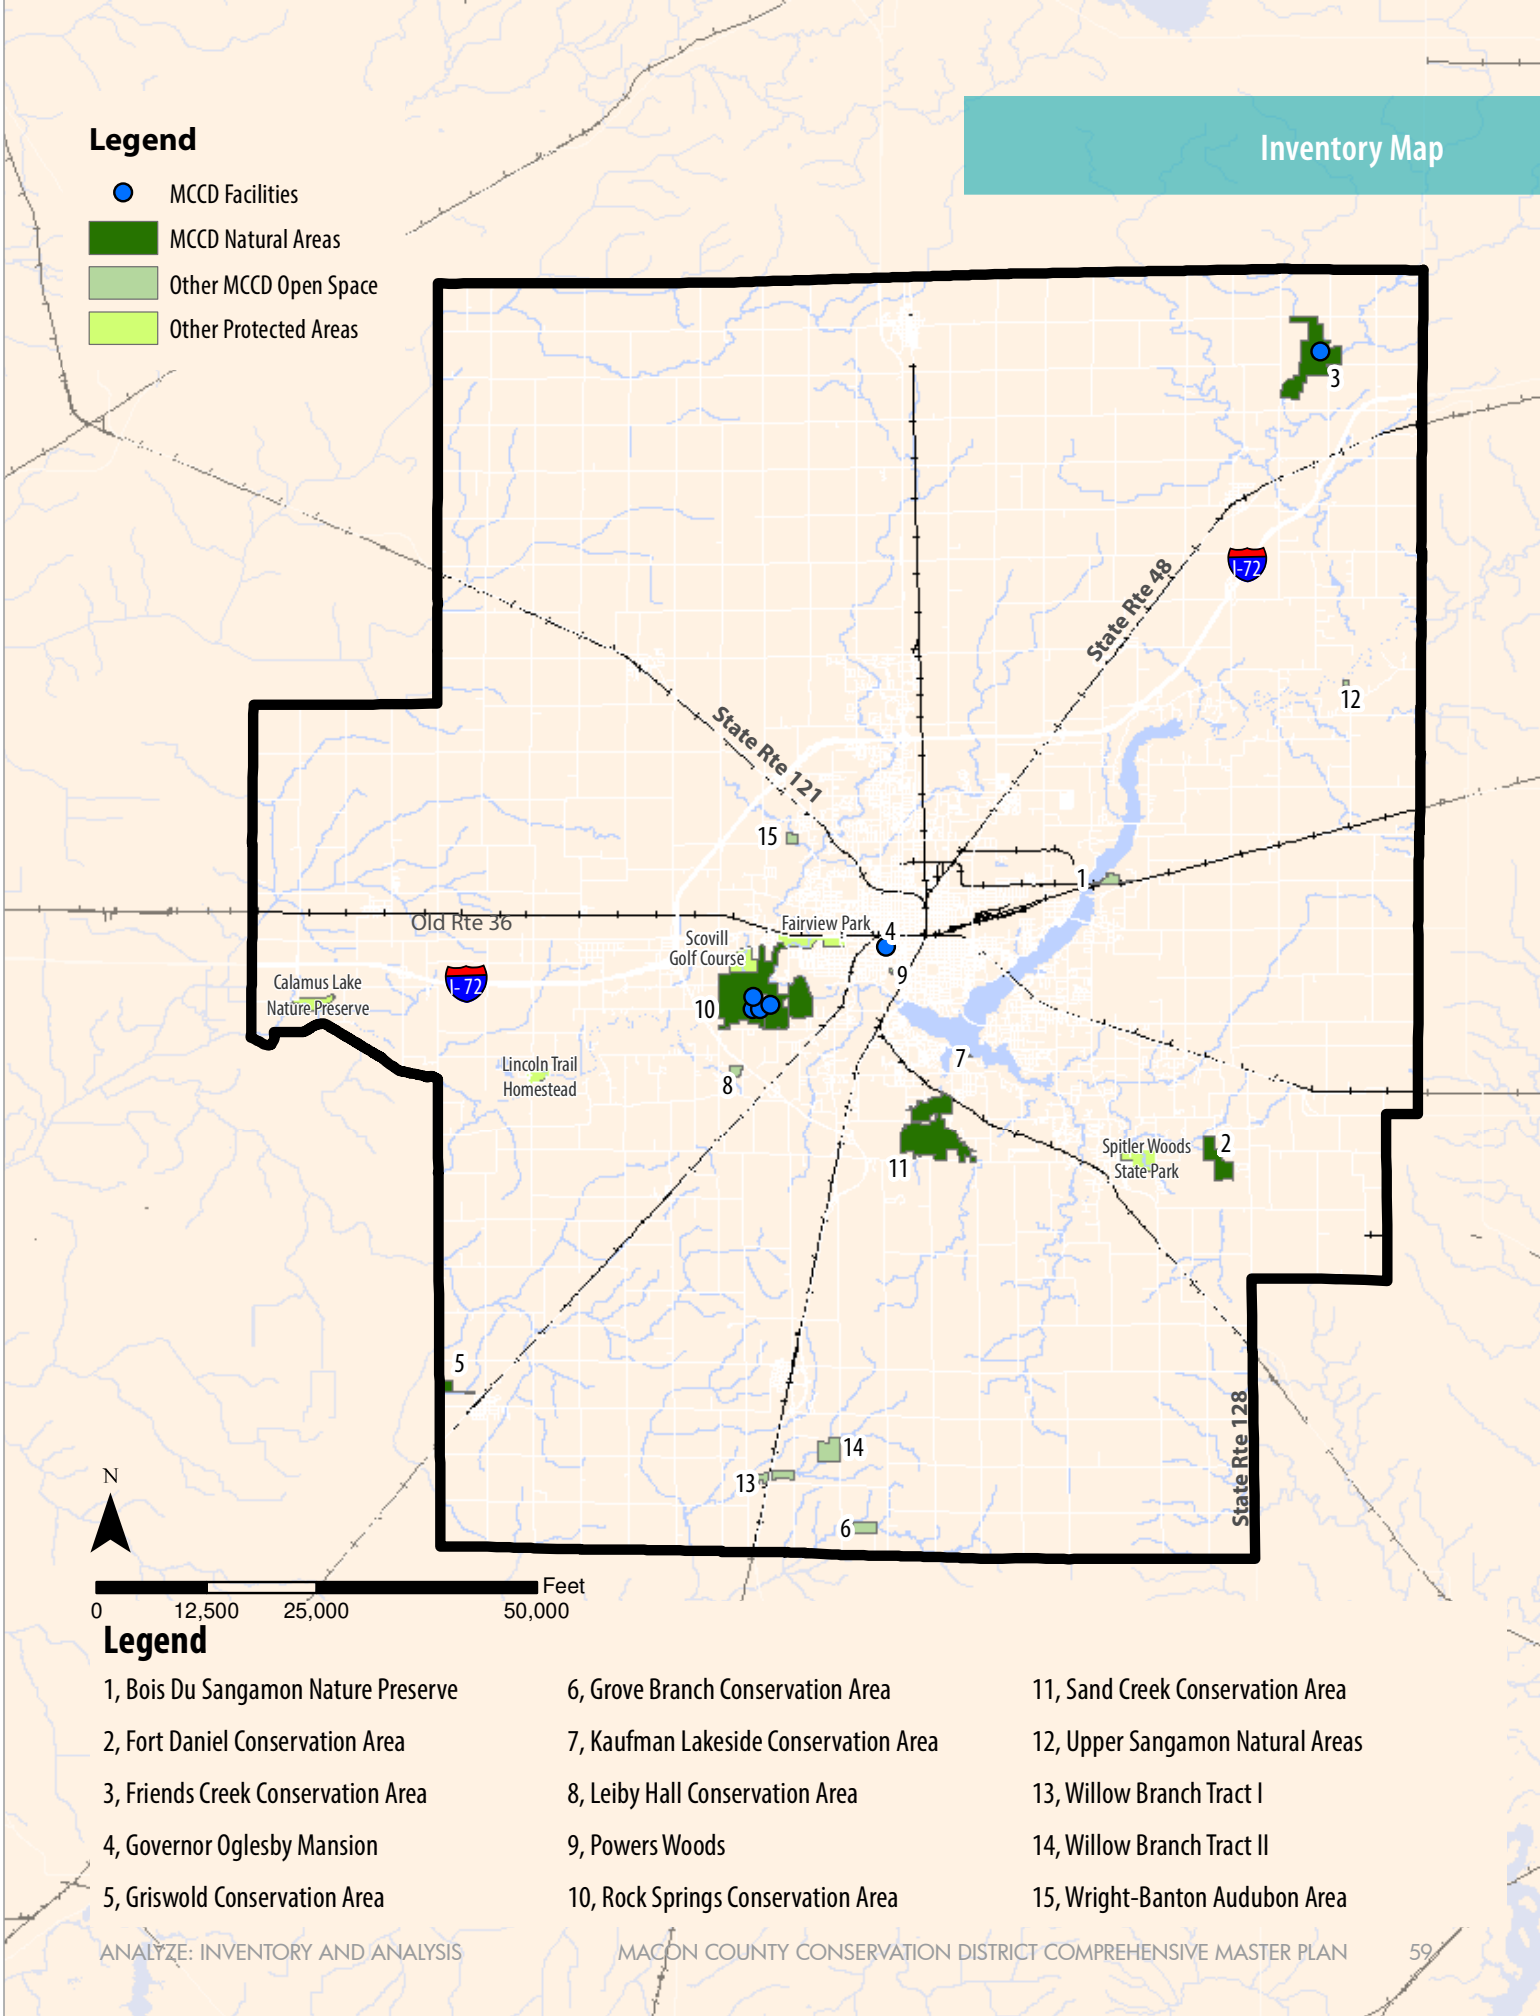 Inventory Map
Legend
MCCD Facilities
MCCD Natural Areas
Other MCCD Open Space
Other Protected Areas
3
I-72
State Rte 48
12
State Rte 121
15
1
Old Rte 36
Fairview Park
4
Scovill
Golf Course
9
Calamus Lake
Nature Preserve
I-72
10
7
Lincoln Trail
Homestead
8
11
Spitler Woods
State Park
2
5
State Rte 128
14
13
6
N
Feet
0 12,500 25,000 50,000
Legend
1, Bois Du Sangamon Nature Preserve
2, Fort Daniel Conservation Area
3, Friends Creek Conservation Area
4, Governor Oglesby Mansion
5, Griswold Conservation Area
6, Grove Branch Conservation Area
7, Kaufman Lakeside Conservation Area
8, Leiby Hall Conservation Area
9, Powers Woods
10, Rock Springs Conservation Area
11, Sand Creek Conservation Area
12, Upper Sangamon Natural Areas
13, Willow Branch Tract I
14, Willow Branch Tract II
15, Wright-Banton Audubon Area
ANALYZE: INVENTORY AND ANALYSIS
MACON COUNTY CONSERVATION DISTRICT COMPREHENSIVE MASTER PLAN 59